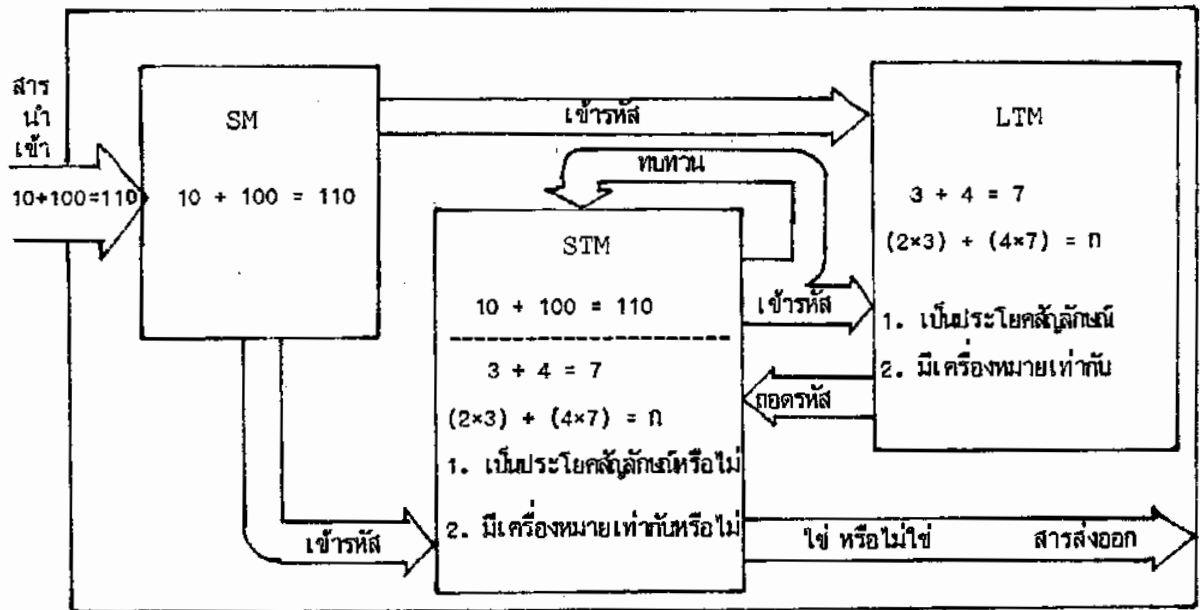 สาร
นำ
เข้า
10+100=110
SM
10 + 100 = 110
เข้ารหัส
ทบทวน
LTM
3 + 4 = 7
(2×3) + (4×7) = ก
1. เป็นประโยคสัญลักษณ์
2. มีเครื่องหมายเท่ากับ
STM
10 + 100 = 110
3 + 4 = 7
(2×3) + (4×7) = ก
1. เป็นประโยคสัญลักษณ์หรือไม่
2. มีเครื่องหมายเท่ากับหรือไม่
เข้ารหัส
ถอดรหัส
เข้ารหัส
ใช่ หรือไม่ใช่ สารส่งออก